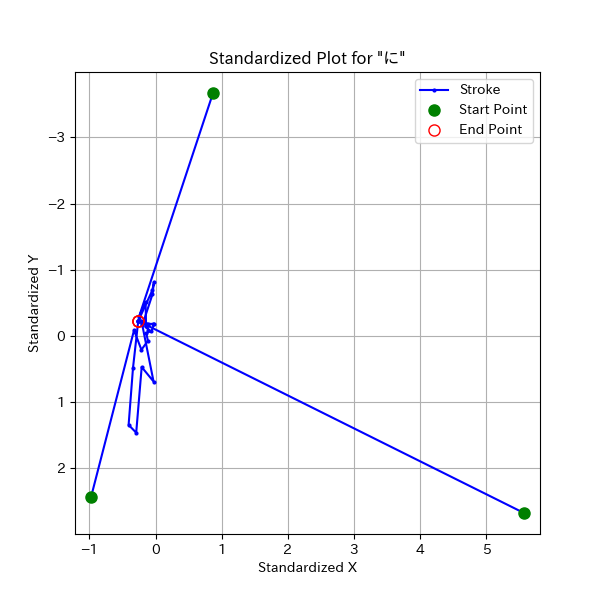 Standardized Plot for "に"
Stroke
Start Point
End Point
−3
−2
−1
0
1
2
Standardized Y
−1 0 1 2 3 4 5
Standardized X